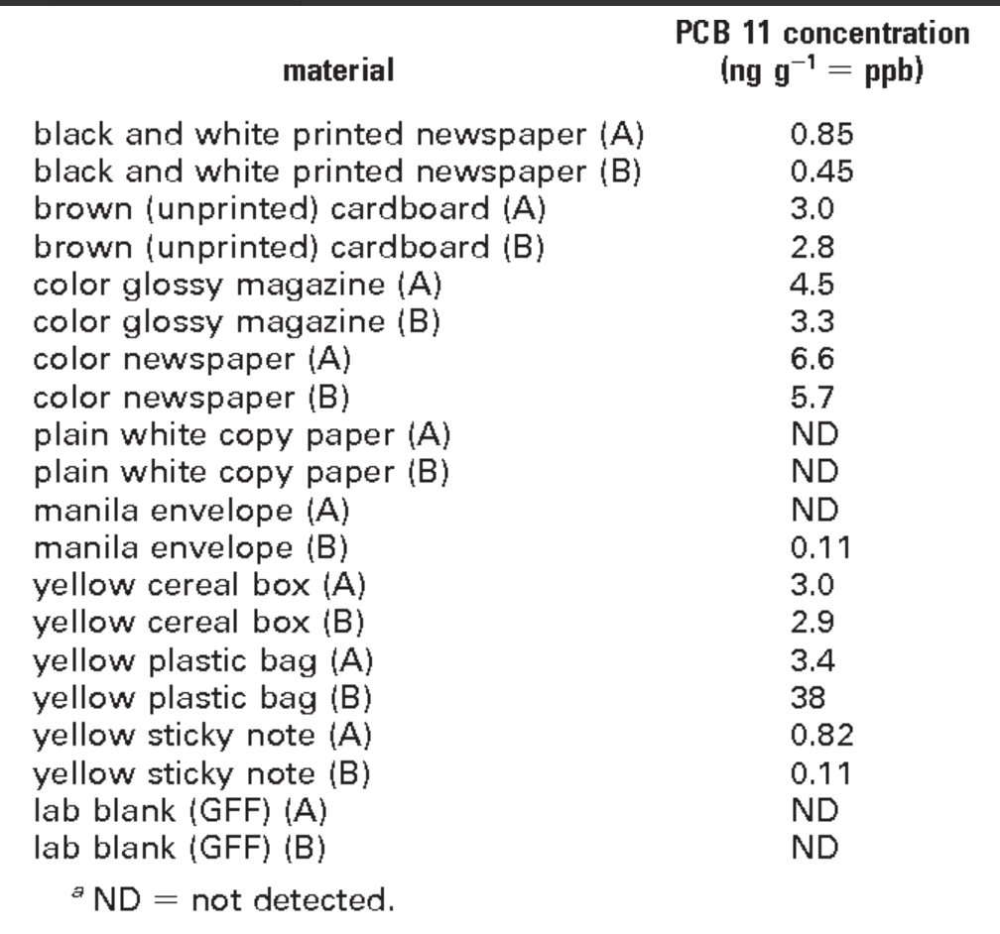 PCB 11 concentration
material (ng g⁻¹ = ppb)
black and white printed newspaper (A) 0.85
black and white printed newspaper (B) 0.45
brown (unprinted) cardboard (A) 3.0
brown (unprinted) cardboard (B) 2.8
color glossy magazine (A) 4.5
color glossy magazine (B) 3.3
color newspaper (A) 6.6
color newspaper (B) 5.7
plain white copy paper (A) ND
plain white copy paper (B) ND
manila envelope (A) ND
manila envelope (B) 0.11
yellow cereal box (A) 3.0
yellow cereal box (B) 2.9
yellow plastic bag (A) 3.4
yellow plastic bag (B) 38
yellow sticky note (A) 0.82
yellow sticky note (B) 0.11
lab blank (GFF) (A) ND
lab blank (GFF) (B) ND
ᵃ ND = not detected.